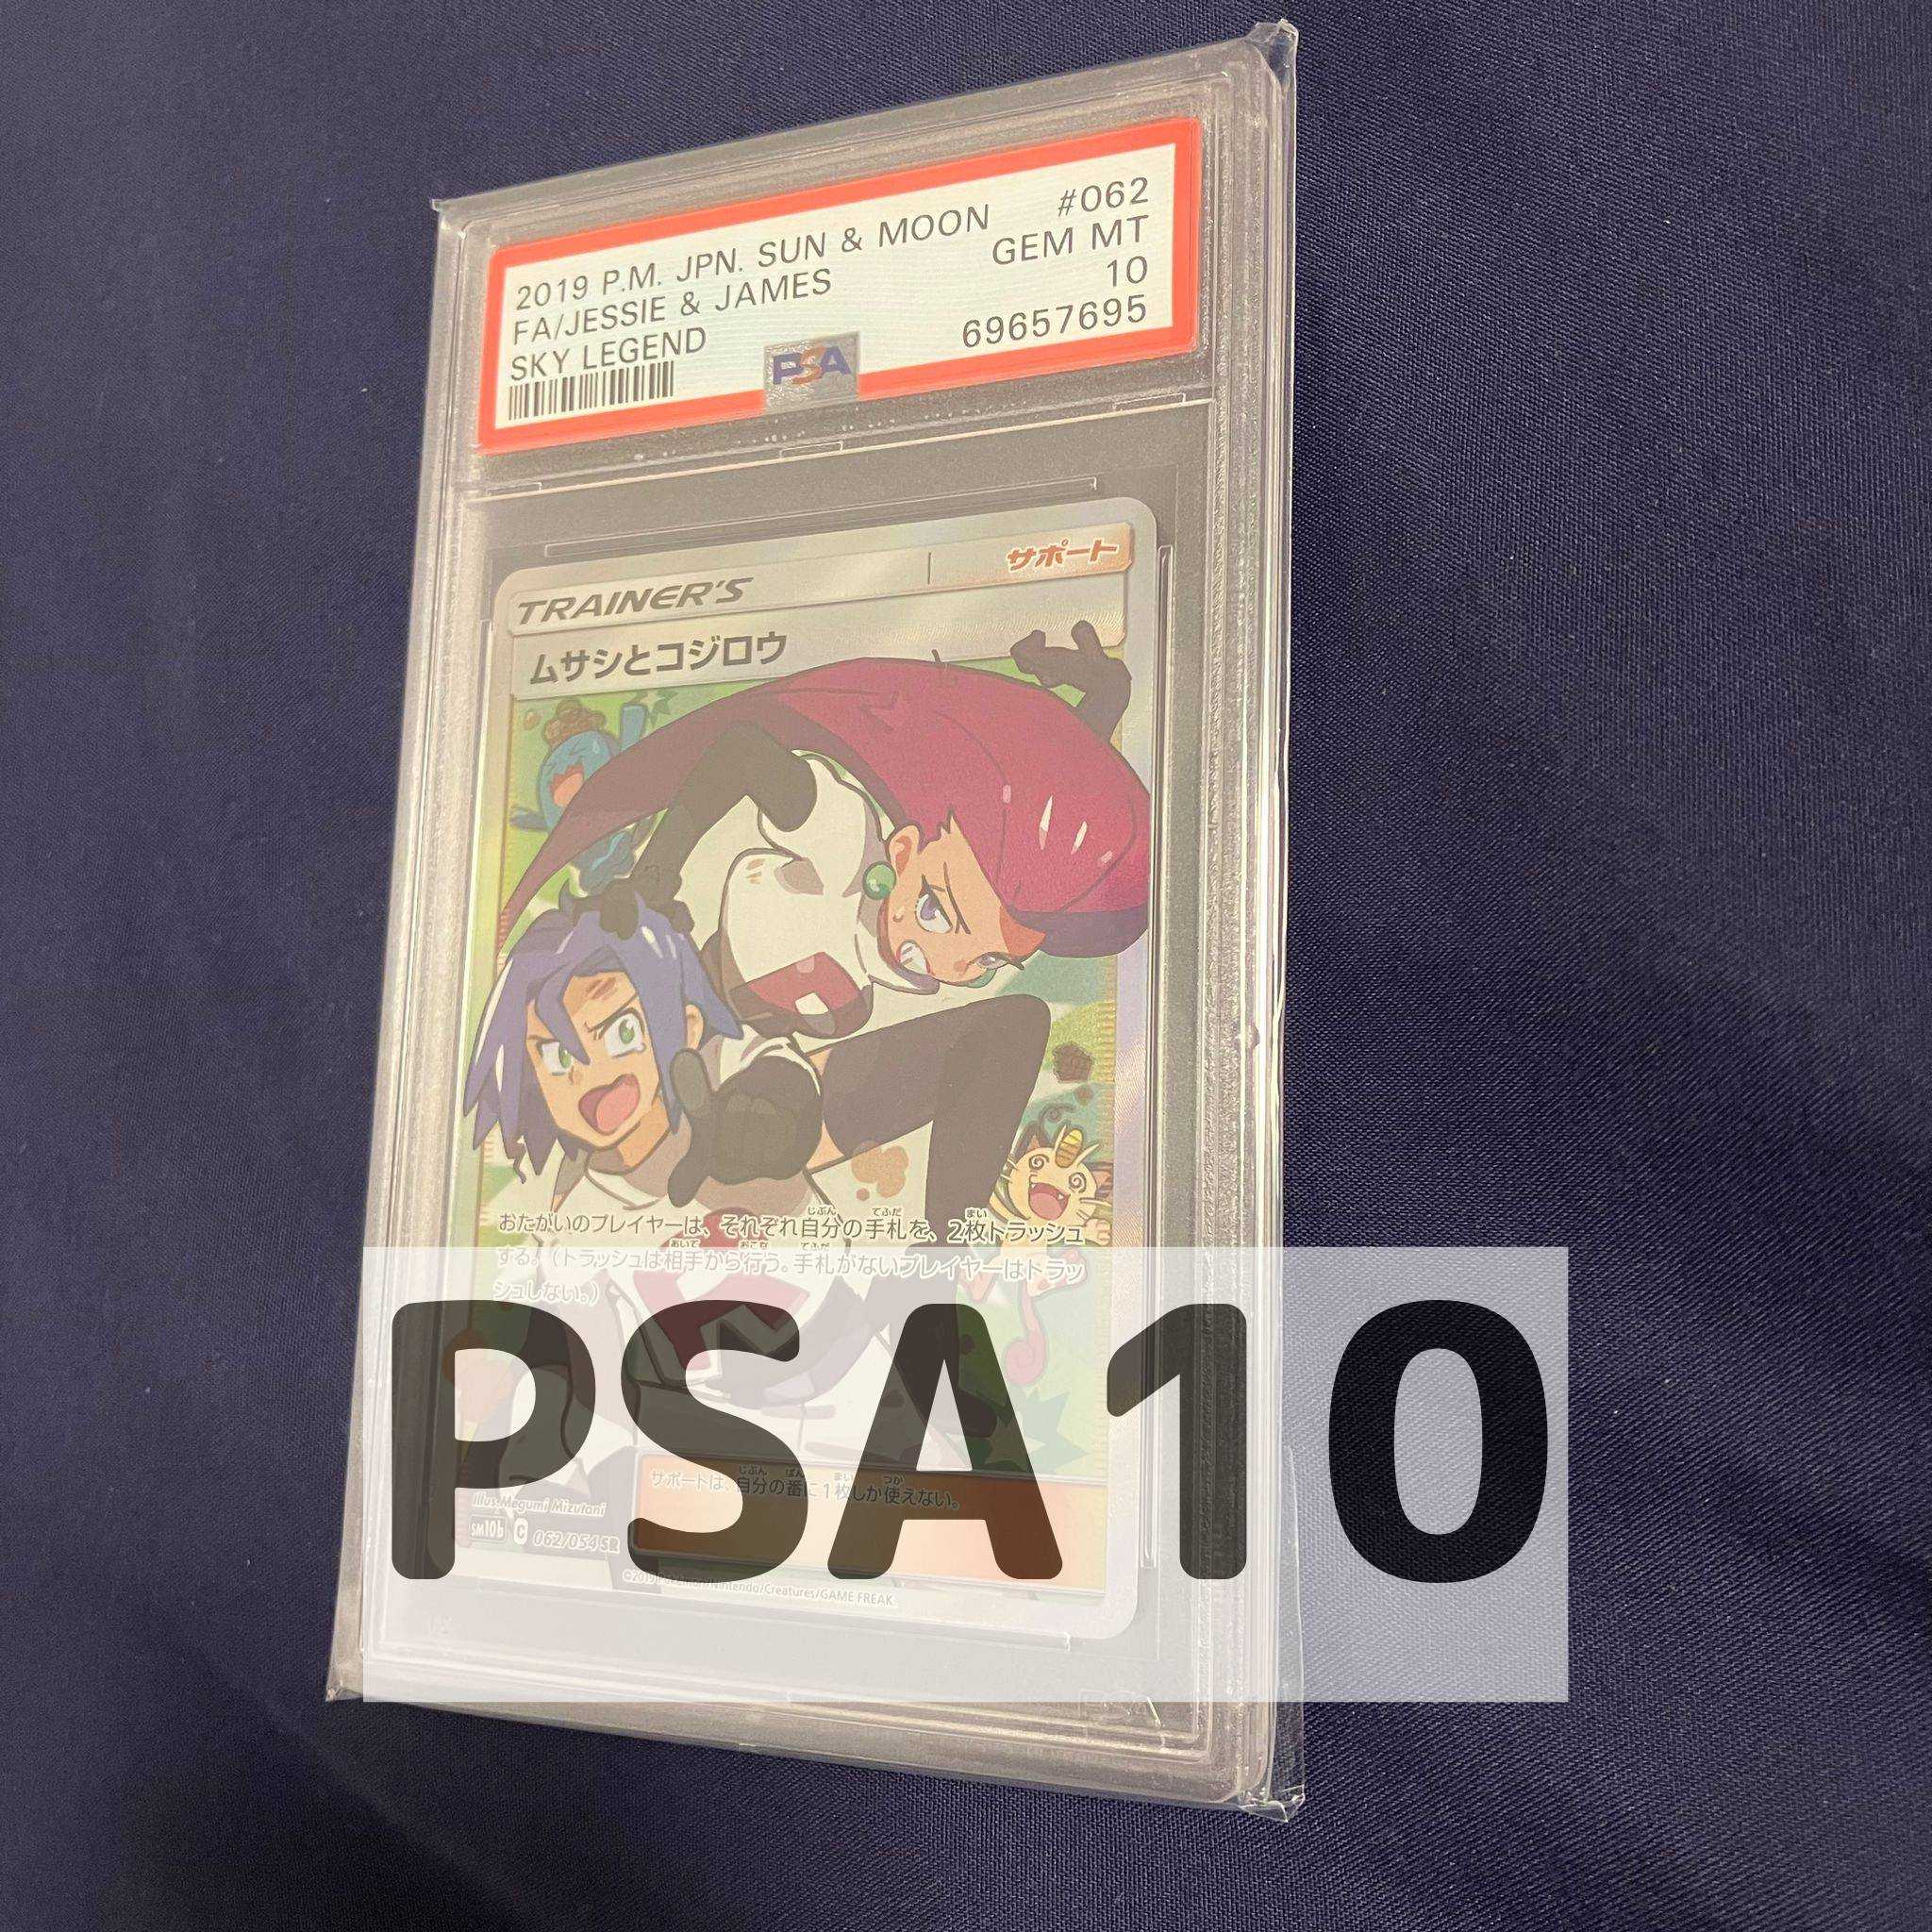 2019 P.M. JPN. SUN & MOON #062
FA/JESSIE & JAMES GEM MT
SKY LEGEND 10
69657695
PSA
TRAINER'S サポート
ムサシとコジロウ
おたがいのプレイヤーは、それぞれ自分の手札を、2枚トラッシュ
する。（トラッシュは相手から行う。手札がないプレイヤーはトラッ
シュしない。）
PSA10
サポートは、自分の番に1枚しか使えない。
illus.Megumi Mizutani
SM10b C 062/054 SR
©2019 Pokémon/Nintendo/Creatures/GAME FREAK.